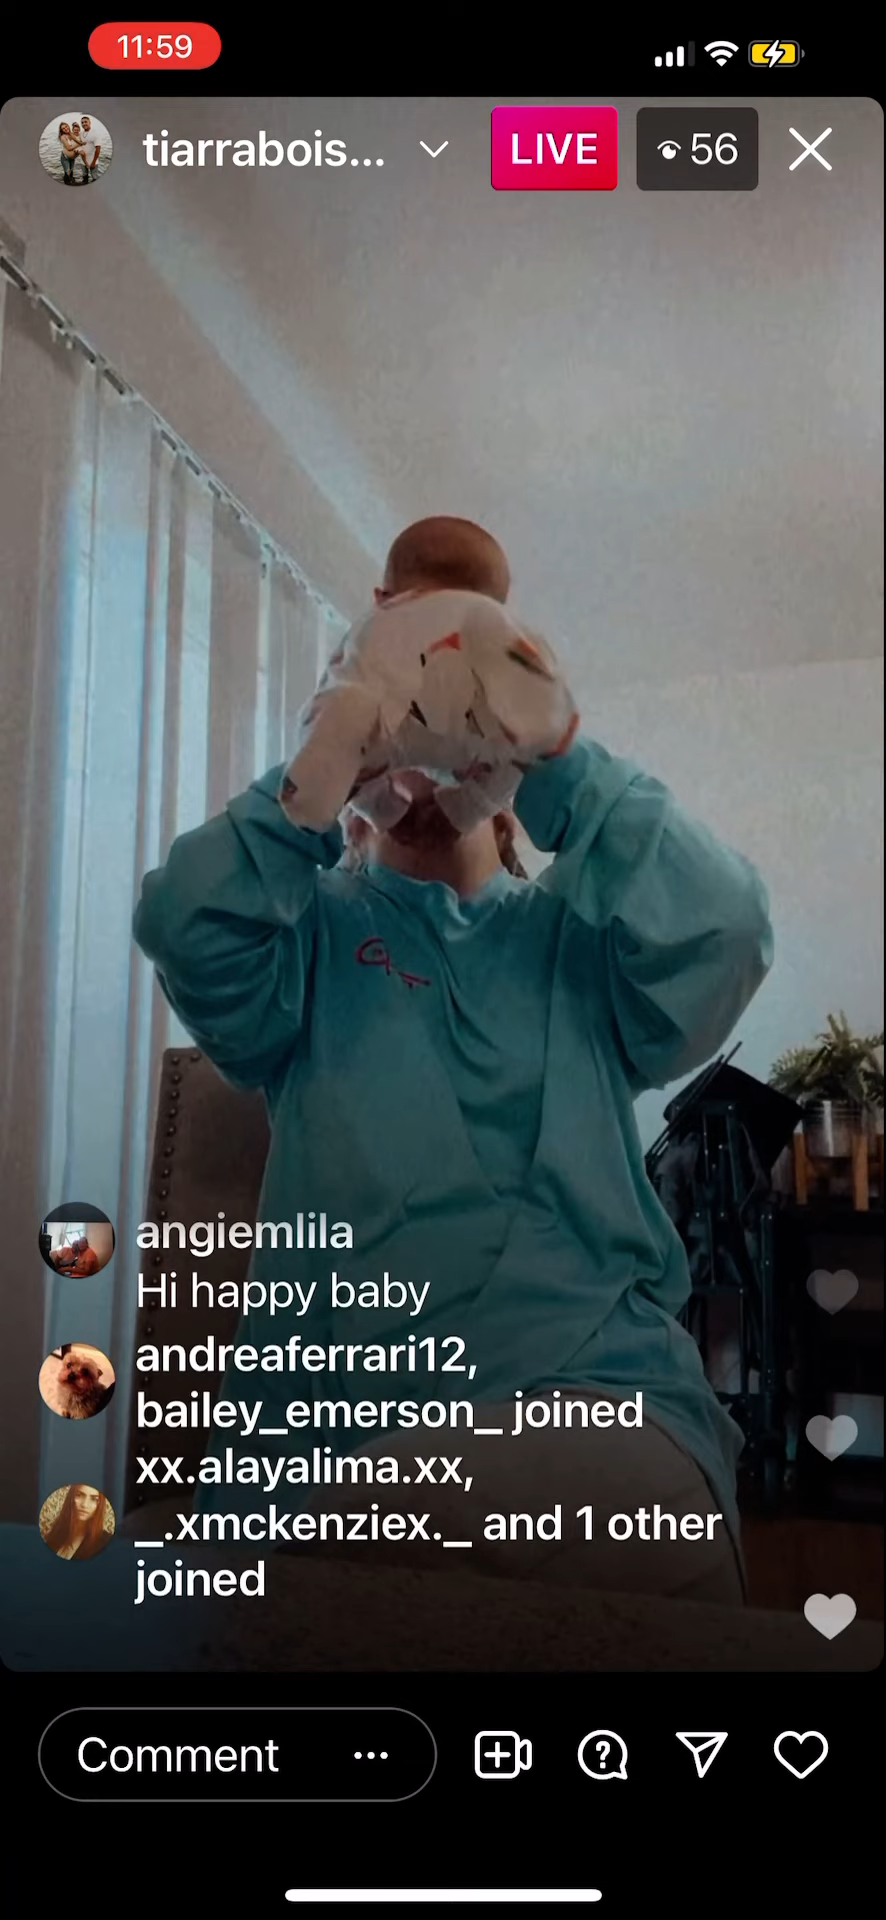 11:59
tiarrabois...
LIVE
56
angiemlila
Hi happy baby
andreaferrari12,
bailey_emerson_ joined
xx.alayalima.xx,
_.xmckenziex._ and 1 other
joined
Comment